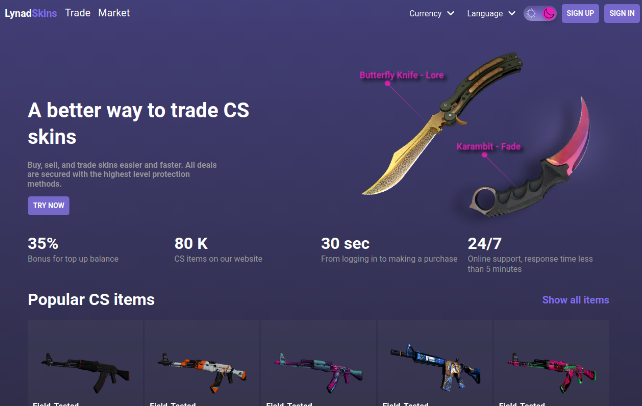 LynadSkins Trade Market Currency Language SIGN UP SIGN IN
Butterfly Knife - Lore
A better way to trade CS
skins
Karambit - Fade
Buy, sell, and trade skins easier and faster. All deals
are secured with the highest level protection
methods.
TRY NOW
35%
Bonus for top up balance
80 K
CS items on our website
30 sec
From logging in to making a purchase
24/7
Online support, response time less
than 5 minutes
Popular CS items
Show all items
Field-Tested Field-Tested Field-Tested Field-Tested Field-Tested